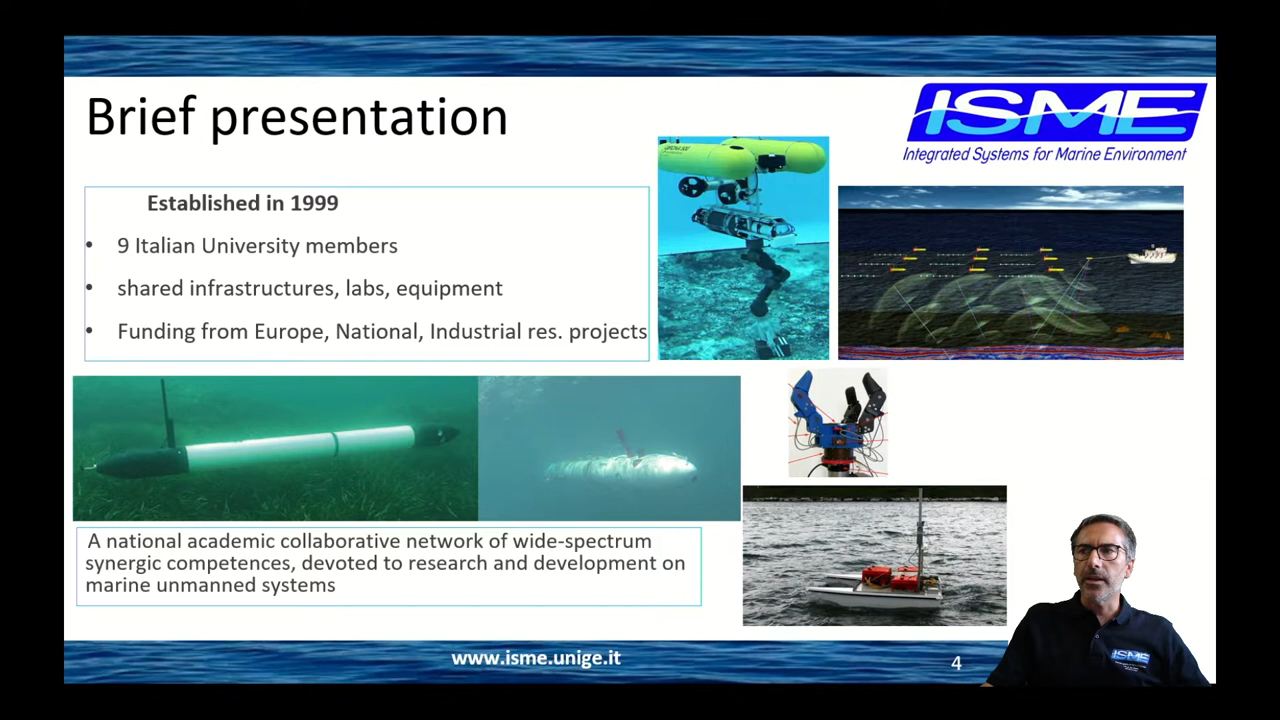 Brief presentation
ISME
Integrated Systems for Marine Environment
Established in 1999
• 9 Italian University members
• shared infrastructures, labs, equipment
• Funding from Europe, National, Industrial res. projects
A national academic collaborative network of wide-spectrum
synergic competences, devoted to research and development on
marine unmanned systems
ISME
www.isme.unige.it
4